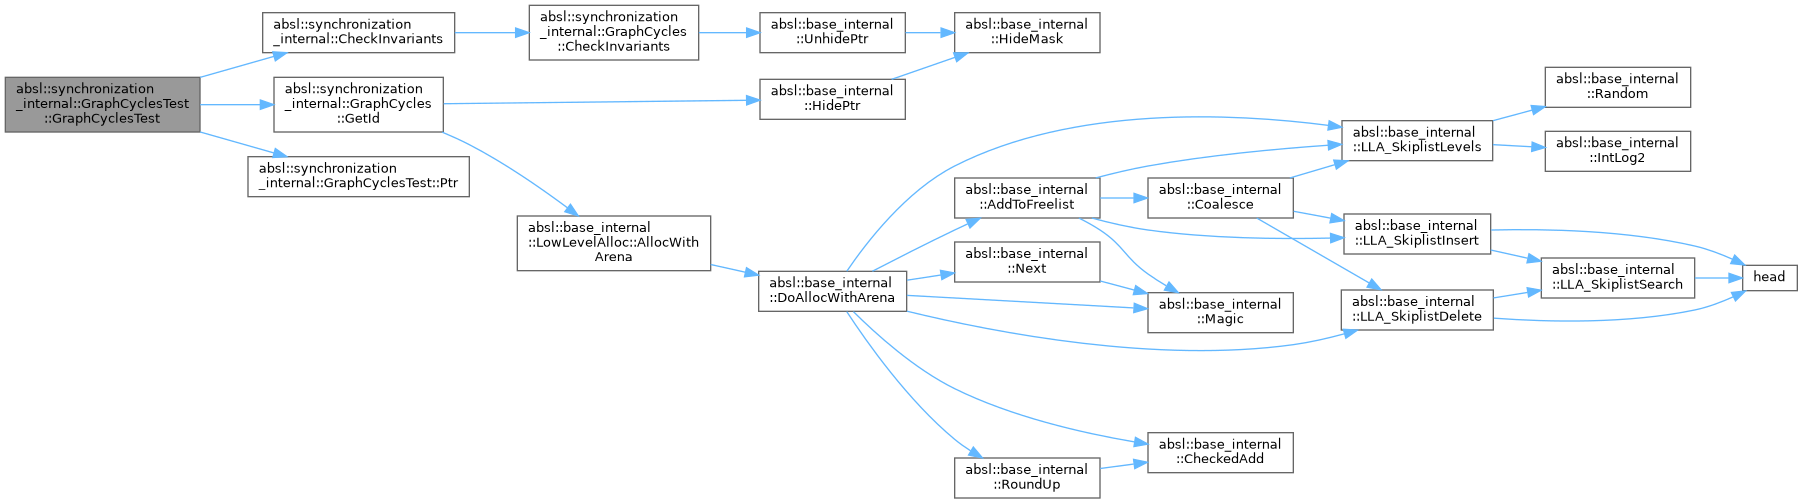 absl::synchronization
_internal::GraphCyclesTest
::GraphCyclesTest
absl::synchronization
_internal::CheckInvariants
absl::synchronization
_internal::GraphCycles
::CheckInvariants
absl::base_internal
::UnhidePtr
absl::base_internal
::HideMask
absl::synchronization
_internal::GraphCycles
::GetId
absl::base_internal
::HidePtr
absl::synchronization
_internal::GraphCyclesTest::Ptr
absl::base_internal
::LowLevelAlloc::AllocWith
Arena
absl::base_internal
::DoAllocWithArena
absl::base_internal
::AddToFreelist
absl::base_internal
::Next
absl::base_internal
::RoundUp
absl::base_internal
::Coalesce
absl::base_internal
::Magic
absl::base_internal
::CheckedAdd
absl::base_internal
::LLA_SkiplistLevels
absl::base_internal
::LLA_SkiplistInsert
absl::base_internal
::LLA_SkiplistDelete
absl::base_internal
::Random
absl::base_internal
::IntLog2
absl::base_internal
::LLA_SkiplistSearch
head